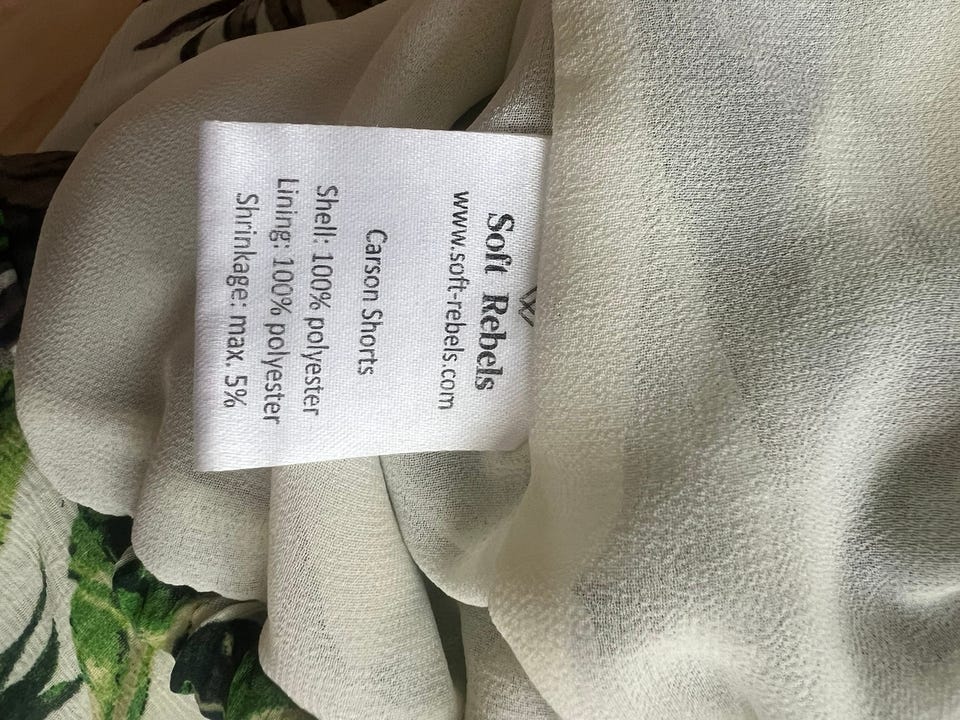 Soft Rebels
www.soft-rebels.com
Carson Shorts
Shell: 100% polyester
Lining: 100% polyester
Shrinkage: max. 5%